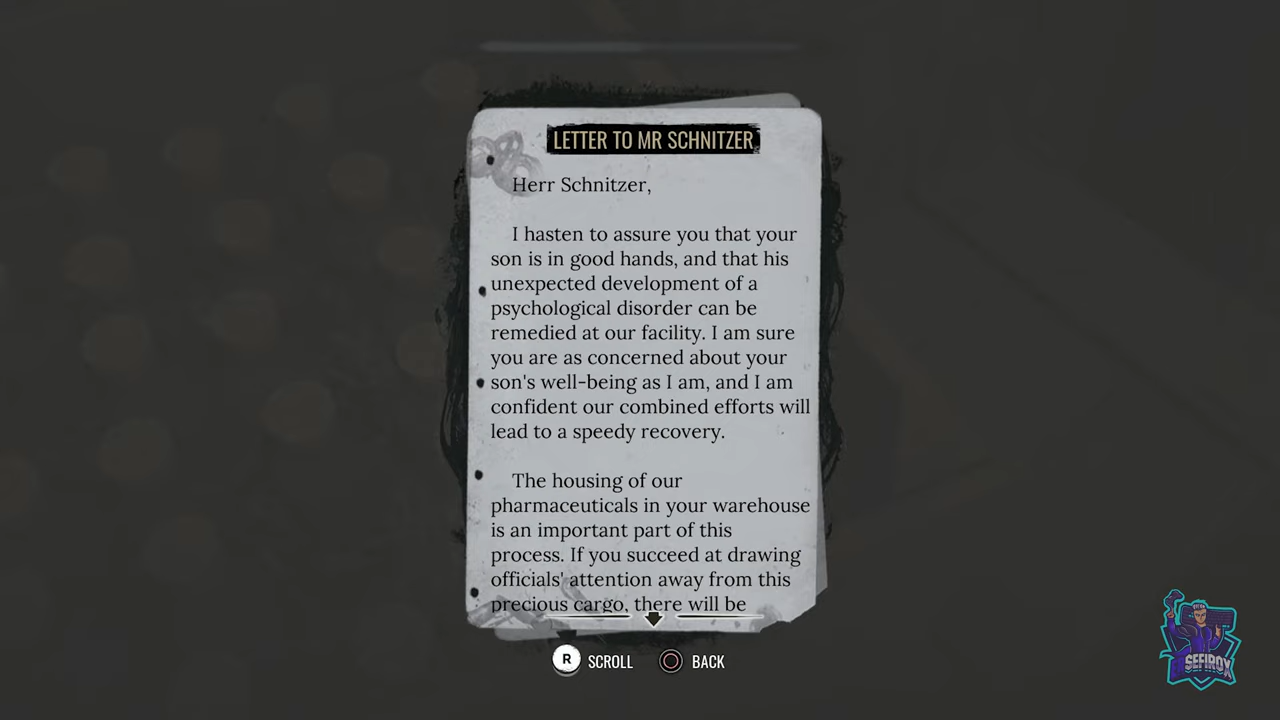 LETTER TO MR SCHNITZER
Herr Schnitzer,
I hasten to assure you that your
son is in good hands, and that his
unexpected development of a
psychological disorder can be
remedied at our facility. I am sure
you are as concerned about your
son's well-being as I am, and I am
confident our combined efforts will
lead to a speedy recovery.
The housing of our
pharmaceuticals in your warehouse
is an important part of this
process. If you succeed at drawing
officials' attention away from this
precious cargo, there will be
R SCROLL BACK
SEFIROX